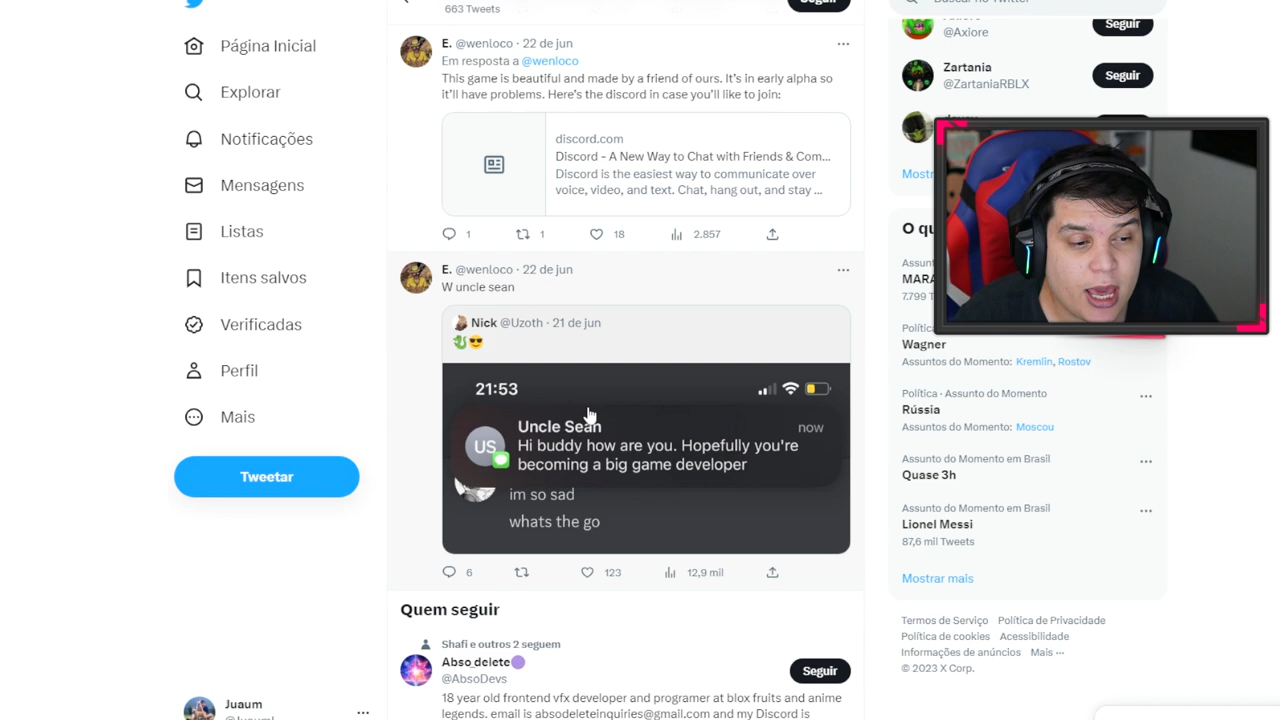 663 Tweets
Seguir
Buscar no Twitter
Página Inicial
Explorar
Notificações
Mensagens
Listas
Itens salvos
Verificadas
Perfil
Mais
Tweetar
Juaum
E. @wenloco · 22 de jun
Em resposta a @wenloco
This game is beautiful and made by a friend of ours. It's in early alpha so
it'll have problems. Here's the discord in case you'll like to join:
discord.com
Discord - A New Way to Chat with Friends & Com...
Discord is the easiest way to communicate over
voice, video, and text. Chat, hang out, and stay ...
1 1 18 2.857
E. @wenloco · 22 de jun
W uncle sean
Nick @Uzoth · 21 de jun
21:53
Uncle Sean now
US
Hi buddy how are you. Hopefully you're
becoming a big game developer
im so sad
whats the go
6 123 12,9 mil
Quem seguir
Shafi e outros 2 seguem
Abso_delete
@AbsoDevs
Seguir
18 year old frontend vfx developer and programer at blox fruits and anime
legends. email is absodeleteinquiries@gmail.com and my Discord is
@Axiore
Seguir
Zartania
@ZartaniaRBLX
Seguir
Mostr
O qu
Assun
MARA
7.799 T
Polític
Wagner
Assuntos do Momento: Kremlin, Rostov
Política · Assunto do Momento
Rússia
Assuntos do Momento: Moscou
Assunto do Momento em Brasil
Quase 3h
Assunto do Momento em Brasil
Lionel Messi
87,6 mil Tweets
Mostrar mais
Termos de Serviço Política de Privacidade
Política de cookies Acessibilidade
Informações de anúncios Mais ...
© 2023 X Corp.